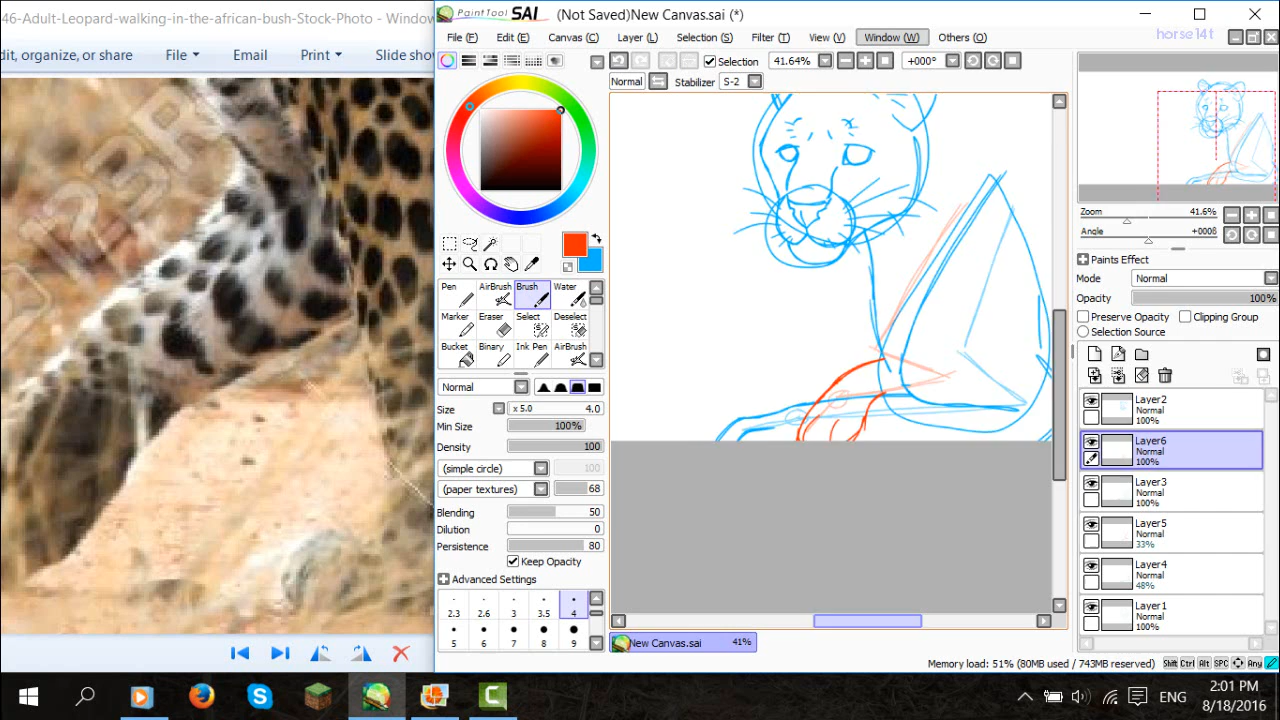 46-Adult-Leopard-walking-in-the-african-bush-Stock-Photo - Window
dit, organize, or share File Email Print Slide sho
PaintTool SAI (Not Saved)New Canvas.sai (*)
File (F) Edit (E) Canvas (C) Layer (L) Selection (S) Filter (T) View (V) Window (W) Others (O)
horse14t
Selection 41.64% +000°
Normal Stabilizer S-2
Zoom 41.6%
Angle +000ß
Paints Effect
Mode Normal
Opacity 100%
Preserve Opacity Clipping Group
Selection Source
Pen AirBrush Brush Water
Marker Eraser Select Deselect
Bucket Binary Ink Pen AirBrush
Normal
Size x 5.0 4.0
Min Size 100%
Density 100
(simple circle) 100
(paper textures) 68
Blending 50
Dilution 0
Persistence 80
Keep Opacity
Advanced Settings
2.3 2.6 3 3.5 4
5 6 7 8 9
Layer2
Normal
100%
Layer6
Normal
100%
Layer3
Normal
100%
Layer5
Normal
33%
Layer4
Normal
48%
Layer1
Normal
100%
New Canvas.sai 41%
Memory load: 51% (80MB used / 743MB reserved) Shift Ctrl Alt SPC Any
ENG
2:01 PM
8/18/2016